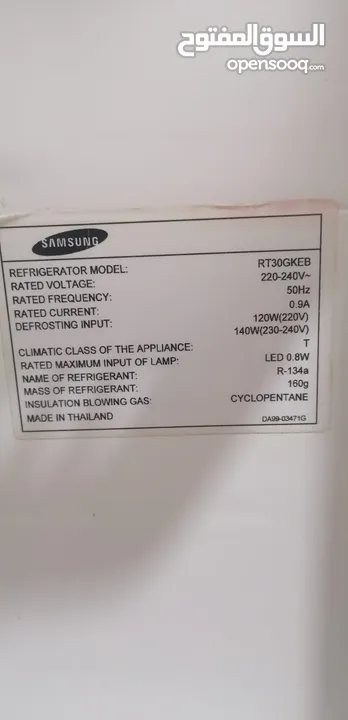 السوق المفتوح
opensooq.com
SAMSUNG
REFRIGERATOR MODEL: RT30GKEB
RATED VOLTAGE: 220-240V~
RATED FREQUENCY: 50Hz
RATED CURRENT: 0.9A
DEFROSTING INPUT: 120W(220V)
140W(230-240V)
CLIMATIC CLASS OF THE APPLIANCE: T
RATED MAXIMUM INPUT OF LAMP: LED 0.8W
NAME OF REFRIGERANT: R-134a
MASS OF REFRIGERANT: 160g
INSULATION BLOWING GAS: CYCLOPENTANE
MADE IN THAILAND DA99-03471G